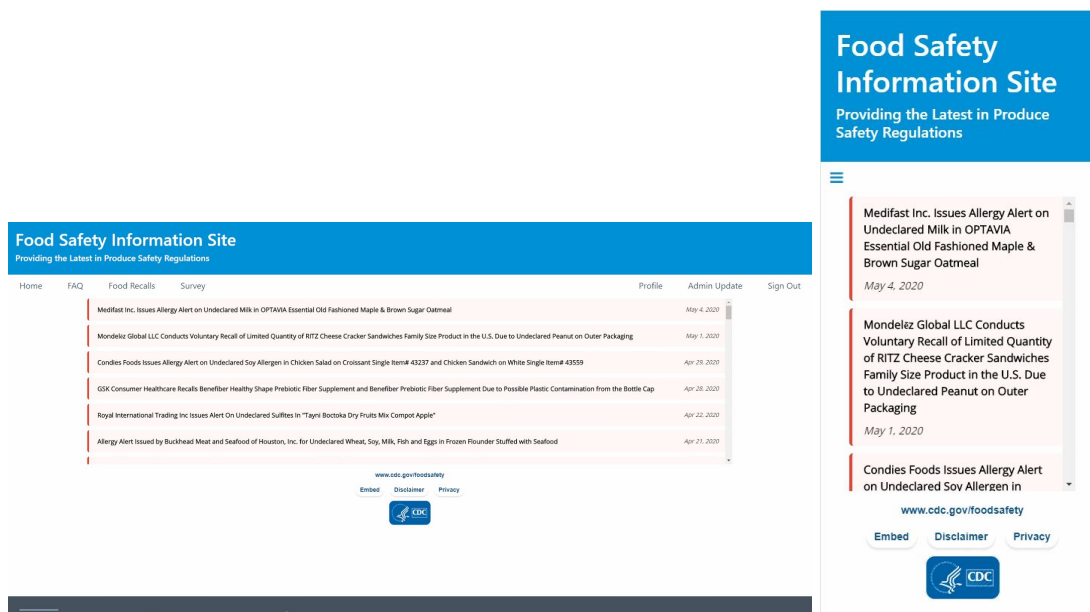 Food Safety Information Site
Providing the Latest in Produce Safety Regulations
Home FAQ Food Recalls Survey Profile Admin Update Sign Out
Medifast Inc. Issues Allergy Alert on Undeclared Milk in OPTAVIA Essential Old Fashioned Maple & Brown Sugar Oatmeal May 4, 2020
Mondelēz Global LLC Conducts Voluntary Recall of Limited Quantity of RITZ Cheese Cracker Sandwiches Family Size Product in the U.S. Due to Undeclared Peanut on Outer Packaging May 1, 2020
Condies Foods Issues Allergy Alert on Undeclared Soy Allergen in Chicken Salad on Croissant Single Item# 43237 and Chicken Sandwich on White Single Item# 43559 Apr 29, 2020
GSK Consumer Healthcare Recalls Benefiber Healthy Shape Prebiotic Fiber Supplement and Benefiber Prebiotic Fiber Supplement Due to Possible Plastic Contamination from the Bottle Cap Apr 28, 2020
Royal International Trading Inc Issues Alert On Undeclared Sulfites In "Tayni Boctoka Dry Fruits Mix Compot Apple" Apr 22, 2020
Allergy Alert Issued by Buckhead Meat and Seafood of Houston, Inc. for Undeclared Wheat, Soy, Milk, Fish and Eggs in Frozen Flounder Stuffed with Seafood Apr 21, 2020
www.cdc.gov/foodsafety
Embed Disclaimer Privacy
CDC
Food Safety
Information Site
Providing the Latest in Produce
Safety Regulations
Medifast Inc. Issues Allergy Alert on
Undeclared Milk in OPTAVIA
Essential Old Fashioned Maple &
Brown Sugar Oatmeal
May 4, 2020
Mondelēz Global LLC Conducts
Voluntary Recall of Limited Quantity
of RITZ Cheese Cracker Sandwiches
Family Size Product in the U.S. Due
to Undeclared Peanut on Outer
Packaging
May 1, 2020
Condies Foods Issues Allergy Alert
on Undeclared Soy Allergen in
www.cdc.gov/foodsafety
Embed Disclaimer Privacy
CDC